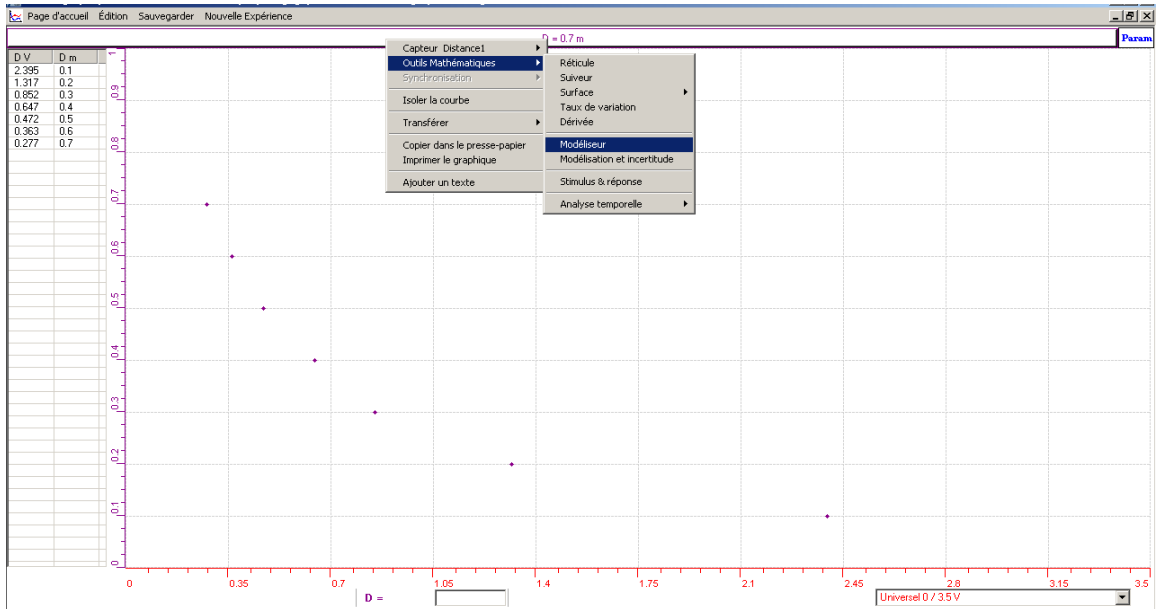 Page d'accueil Édition Sauvegarder Nouvelle Expérience
D = 0.7 m
Param
D V D m
2.395 0.1
1.317 0.2
0.852 0.3
0.647 0.4
0.472 0.5
0.363 0.6
0.277 0.7
Capteur Distance1
Outils Mathématiques
Synchronisation
Isoler la courbe
Transférer
Copier dans le presse-papier
Imprimer le graphique
Ajouter un texte
Réticule
Suiveur
Surface
Taux de variation
Dérivée
Modéliseur
Modélisation et incertitude
Stimulus & réponse
Analyse temporelle
1
0.9
0.8
0.7
0.6
0.5
0.4
0.3
0.2
0.1
0
0 0.35 0.7 1.05 1.4 1.75 2.1 2.45 2.8 3.15 3.5
D =
Universel 0 / 3.5 V